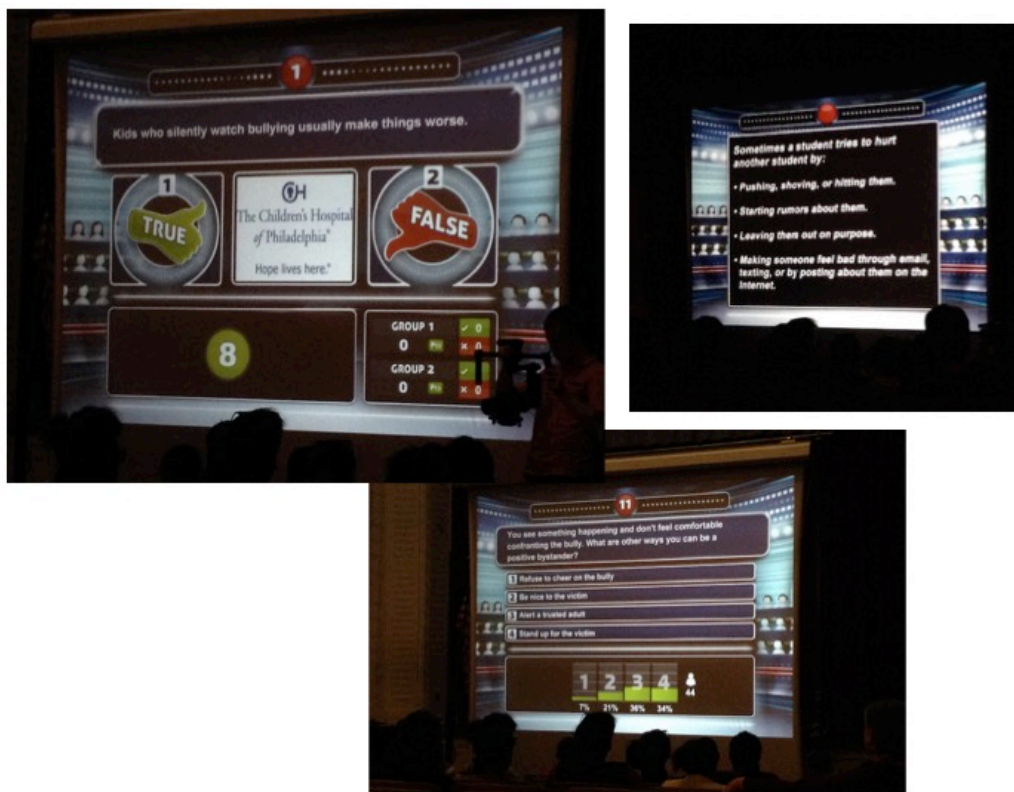 1
Kids who silently watch bullying usually make things worse.
1
TRUE
The Children's Hospital
of Philadelphia®
Hope lives here.®
2
FALSE
8
GROUP 1
✓ 0
0 Pts
✗ 0
GROUP 2
✓
0 Pts
✗ 0
Sometimes a student tries to hurt
another student by:
• Pushing, shoving, or hitting them.
• Starting rumors about them.
• Leaving them out on purpose.
• Making someone feel bad through email,
texting, or by posting about them on the
Internet.
11
You see something happening and don't feel comfortable
confronting the bully. What are other ways you can be a
positive bystander?
1 Refuse to cheer on the bully
2 Be nice to the victim
3 Alert a trusted adult
4 Stand up for the victim
1 2 3 4
44
7% 21% 36% 34%